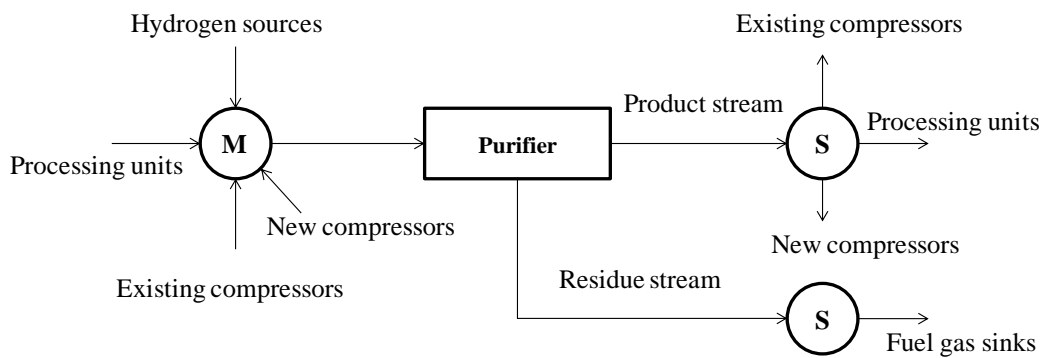 Hydrogen sources
Existing compressors
Product stream
Processing units
M
Purifier
S
Processing units
New compressors
New compressors
Existing compressors
Residue stream
S
Fuel gas sinks